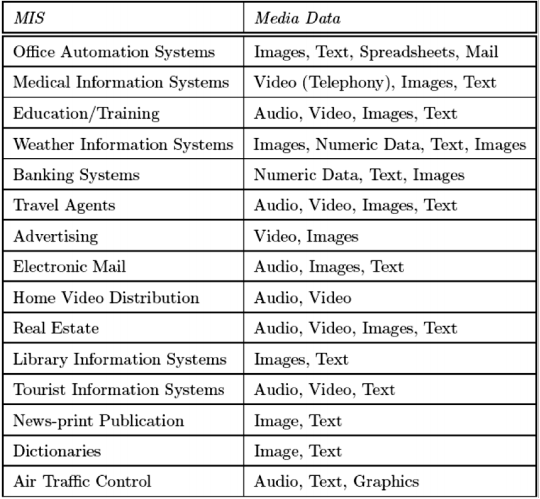 MIS Media Data
Office Automation Systems Images, Text, Spreadsheets, Mail
Medical Information Systems Video (Telephony), Images, Text
Education/Training Audio, Video, Images, Text
Weather Information Systems Images, Numeric Data, Text, Images
Banking Systems Numeric Data, Text, Images
Travel Agents Audio, Video, Images, Text
Advertising Video, Images
Electronic Mail Audio, Images, Text
Home Video Distribution Audio, Video
Real Estate Audio, Video, Images, Text
Library Information Systems Images, Text
Tourist Information Systems Audio, Video, Text
News-print Publication Image, Text
Dictionaries Image, Text
Air Traffic Control Audio, Text, Graphics